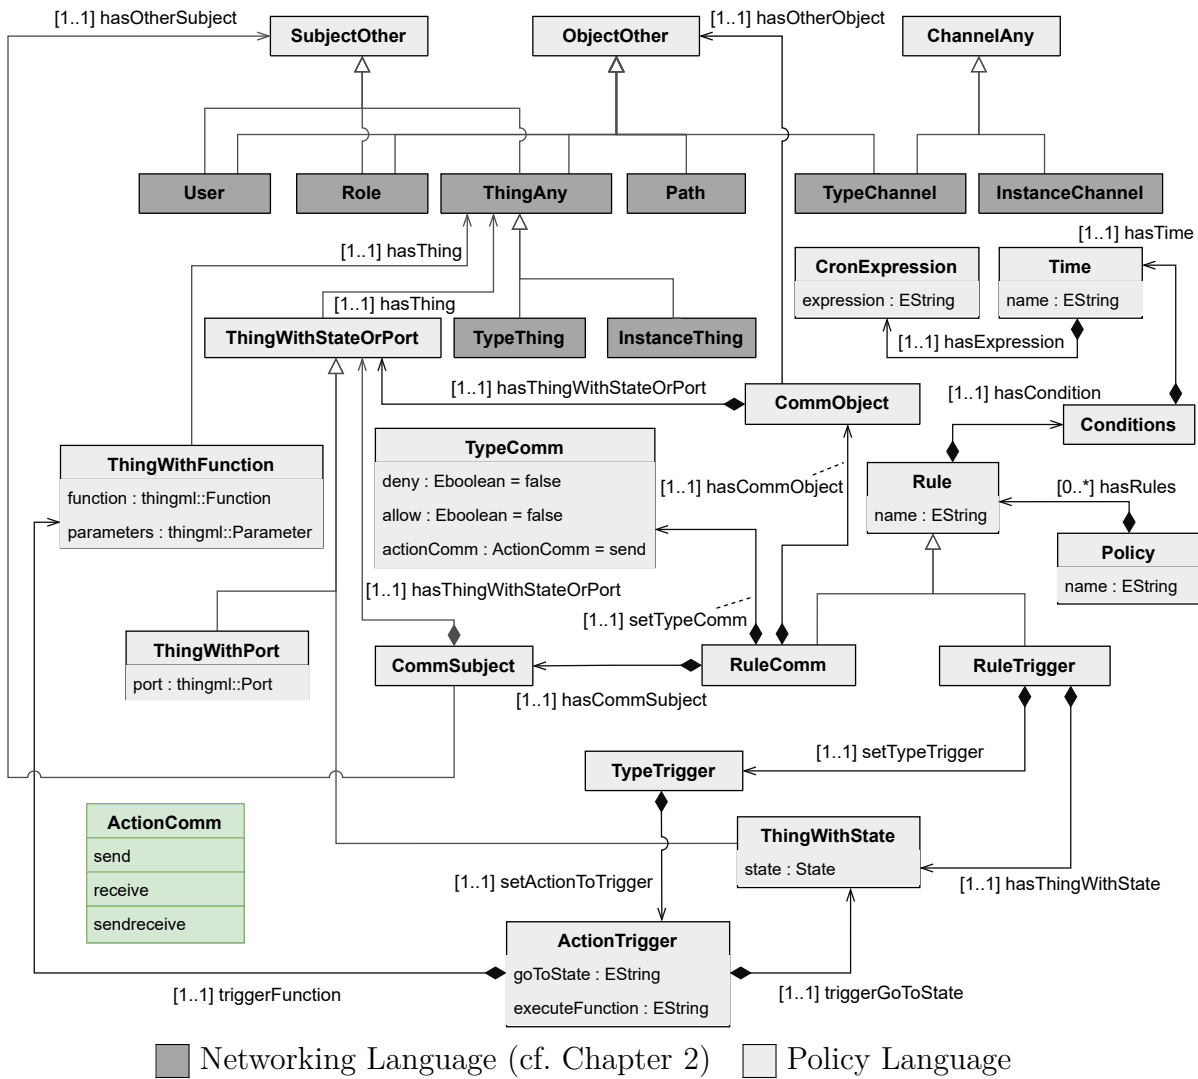 [1..1] hasOtherSubject
[1..1] hasOtherObject
SubjectOther
ObjectOther
ChannelAny
User
Role
ThingAny
Path
TypeChannel
InstanceChannel
[1..1] hasThing
[1..1] hasTime
CronExpression
expression : EString
Time
name : EString
[1..1] hasThing
ThingWithStateOrPort
TypeThing
InstanceThing
[1..1] hasExpression
[1..1] hasThingWithStateOrPort
CommObject
[1..1] hasCondition
Conditions
ThingWithFunction
function : thingml::Function
parameters : thingml::Parameter
TypeComm
deny : Eboolean = false
allow : Eboolean = false
actionComm : ActionComm = send
[1..1] hasCommObject
Rule
name : EString
[0..*] hasRules
Policy
name : EString
[1..1] hasThingWithStateOrPort
[1..1] setTypeComm
ThingWithPort
port : thingml::Port
CommSubject
RuleComm
RuleTrigger
[1..1] hasCommSubject
[1..1] setTypeTrigger
TypeTrigger
ActionComm
send
receive
sendreceive
ThingWithState
state : State
[1..1] setActionToTrigger
[1..1] hasThingWithState
ActionTrigger
goToState : EString
executeFunction : EString
[1..1] triggerFunction
[1..1] triggerGoToState
Networking Language (cf. Chapter 2)
Policy Language